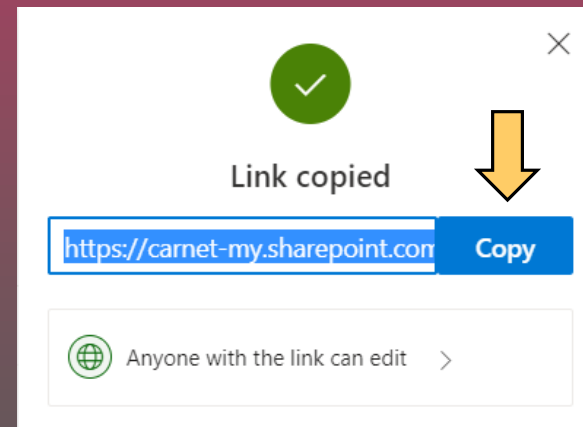 Link copied
https://carnet-my.sharepoint.com
Copy
Anyone with the link can edit